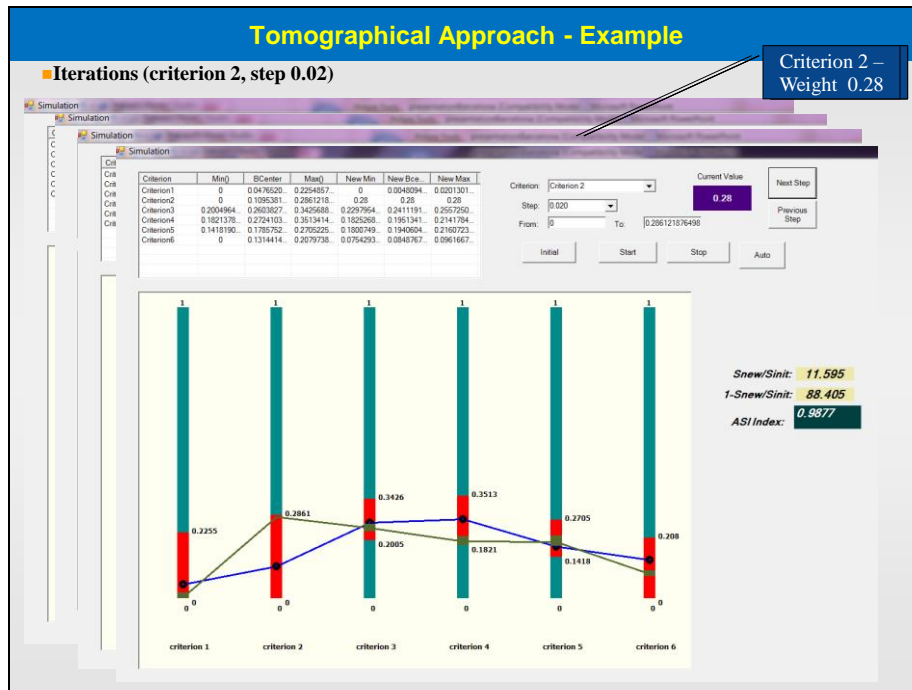 Tomographical Approach - Example
Iterations (criterion 2, step 0.02)
Criterion 2 –
Weight 0.28
Simulation
Simulation
Simulation
Simulation
Criterion Min() BCenter Max() New Min New Bce... New Max
Criterion1 0 0.0476520... 0.2254857... 0 0.0048094... 0.0201301...
Criterion2 0 0.1095381... 0.2861218... 0.28 0.28 0.28
Criterion3 0.2004964... 0.2603827... 0.3425688... 0.2297954... 0.2411191... 0.2557250...
Criterion4 0.1821378... 0.2724103... 0.3513414... 0.1825268... 0.1951341... 0.2141784...
Criterion5 0.1418190... 0.1785752... 0.2705225... 0.1800749... 0.1940604... 0.2160723...
Criterion6 0 0.1314414... 0.2079738... 0.0754293... 0.0848767... 0.0961667...
Criterion: Criterion 2
Step: 0.020
From: 0 To: 0.286121876498
Current Value
0.28
Next Step
Previous
Step
Initial Start Stop Auto
1 1 1 1 1 1
0.2255 0.2861 0.3426 0.3513 0.2705 0.208
0.2005 0.1821 0.1418
0 0 0
0 0 0 0 0 0
criterion 1 criterion 2 criterion 3 criterion 4 criterion 5 criterion 6
Snew/Sinit: 11.595
1-Snew/Sinit: 88.405
ASI Index: 0.9877